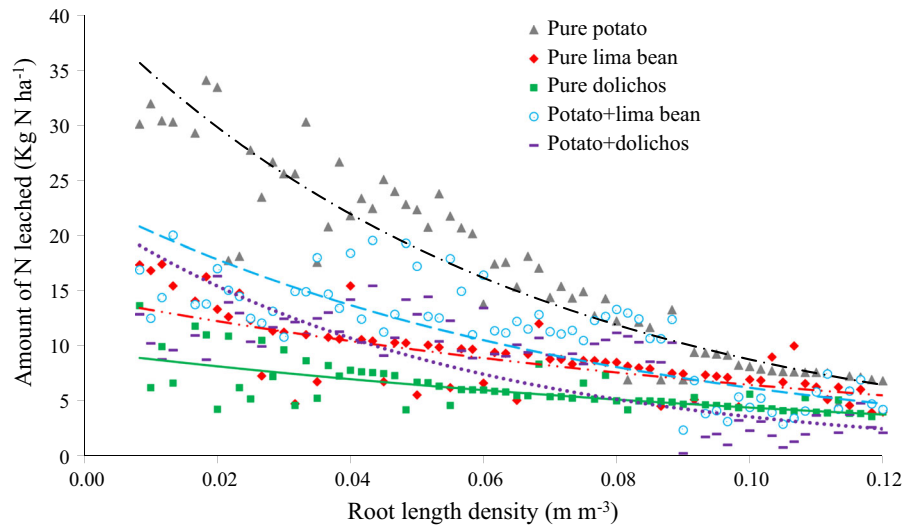 Amount of N leached (Kg N ha⁻¹)
40
35
30
25
20
15
10
5
0
Pure potato
Pure lima bean
Pure dolichos
Potato+lima bean
Potato+dolichos
0.00 0.02 0.04 0.06 0.08 0.10 0.12
Root length density (m m⁻³)